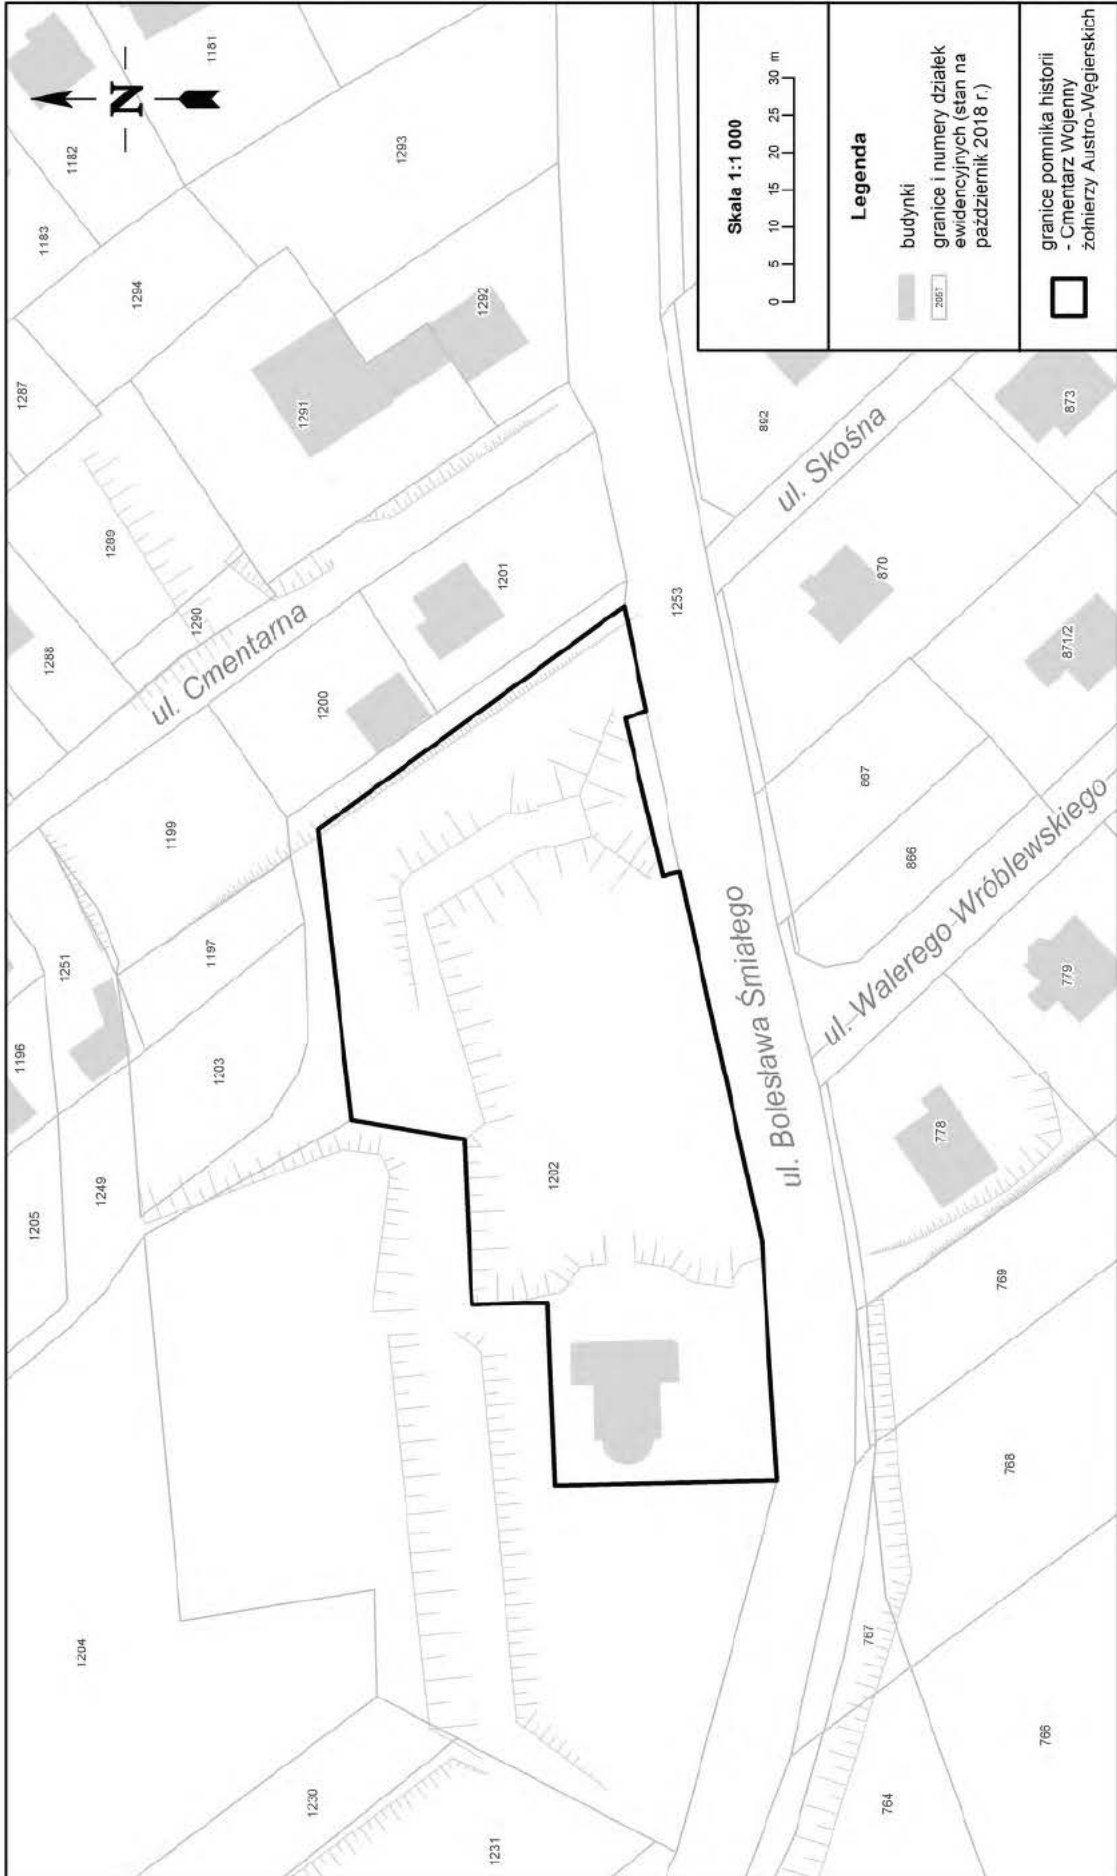 N
1181
1182
1183
1293
1294
1287
1292
1291
1289
1288
1290
ul. Cmentarna
1201
1200
1199
1251
1197
1196
1203
1249
1205
1202
1204
1230
1231
1253
ul. Bolesława Śmiałego
892
ul. Skośna
873
870
871/2
867
866
ul. Walerego Wróblewskiego
779
778
769
768
767
766
764
Skala 1:1 000
0 5 10 15 20 30 m
Legenda
budynki
granice i numery działek
ewidencyjnych (stan na
październik 2018 r.)
granice pomnika historii
- Cmentarz Wojenny
żołnierzy Austro-Węgierskich